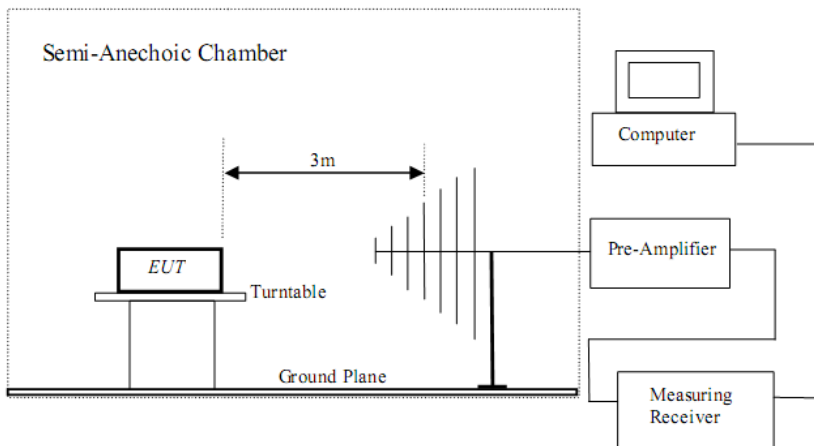 Semi-Anechoic Chamber
Computer
3m
Pre-Amplifier
EUT
Turntable
Ground Plane
Measuring
Receiver